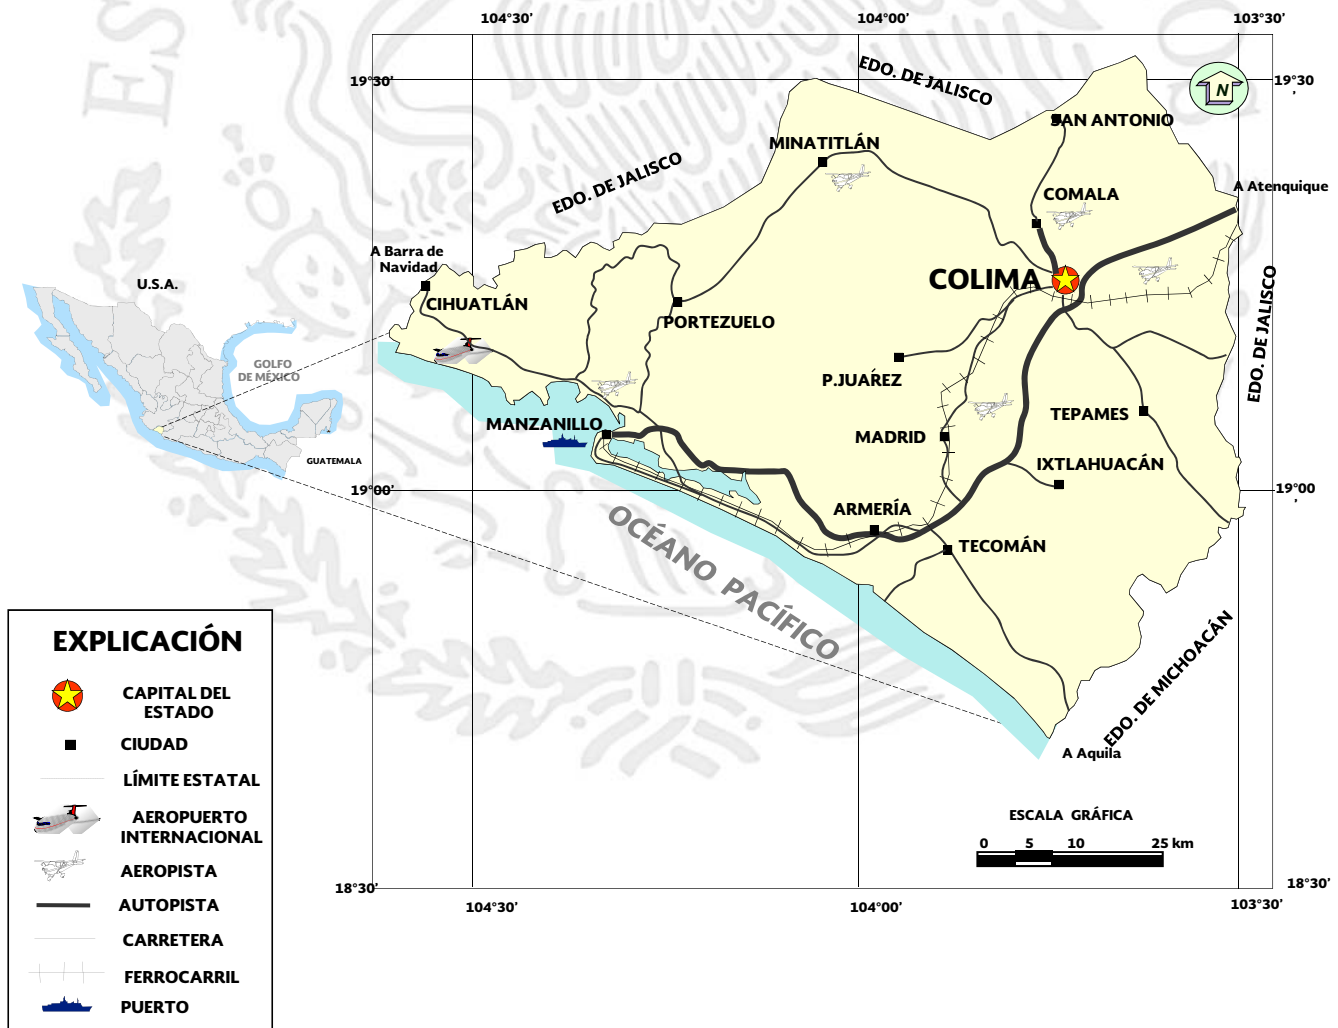 104°30'
104°00'
103°30'
19°30'
EDO. DE JALISCO
19°30
'
N
ES
SAN ANTONIO
MINATITLÁN
EDO. DE JALISCO
COMALA
A Atenquique
A Barra de
Navidad
COLIMA
U.S.A.
CIHUATLÁN
PORTEZUELO
EDO. DE JALISCO
GOLFO
DE MÉXICO
P.JUAŔEZ
MANZANILLO
TEPAMES
MADRID
GUATEMALA
IXTLAHUACÁN
19°00'
19°00
'
ARMERÍA
OCÉANO PACÍFICO
TECOMÁN
EDO. DE MICHOACÁN
A Aquila
EXPLICACIÓN
CAPITAL DEL
ESTADO
CIUDAD
LÍMITE ESTATAL
AEROPUERTO
INTERNACIONAL
AEROPISTA
AUTOPISTA
CARRETERA
FERROCARRIL
PUERTO
ESCALA GRÁFICA
0 5 10 25 km
18°30'
18°30'
104°30'
104°00'
103°30'